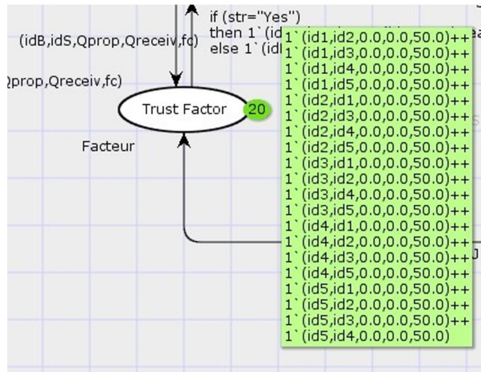 if (str="Yes")
then 1`(id
else 1`(idl
(idB,idS,Qprop,Qreceiv,fc)
Qprop,Qreceiv,fc)
Trust Factor
20
Facteur
1`(id1,id2,0.0,0.0,50.0)++
1`(id1,id3,0.0,0.0,50.0)++
1`(id1,id4,0.0,0.0,50.0)++
1`(id1,id5,0.0,0.0,50.0)++
1`(id2,id1,0.0,0.0,50.0)++
1`(id2,id3,0.0,0.0,50.0)++
1`(id2,id4,0.0,0.0,50.0)++
1`(id2,id5,0.0,0.0,50.0)++
1`(id3,id1,0.0,0.0,50.0)++
1`(id3,id2,0.0,0.0,50.0)++
1`(id3,id4,0.0,0.0,50.0)++
1`(id3,id5,0.0,0.0,50.0)++
1`(id4,id1,0.0,0.0,50.0)++
1`(id4,id2,0.0,0.0,50.0)++
1`(id4,id3,0.0,0.0,50.0)++
1`(id4,id5,0.0,0.0,50.0)++
1`(id5,id1,0.0,0.0,50.0)++
1`(id5,id2,0.0,0.0,50.0)++
1`(id5,id3,0.0,0.0,50.0)++
1`(id5,id4,0.0,0.0,50.0)